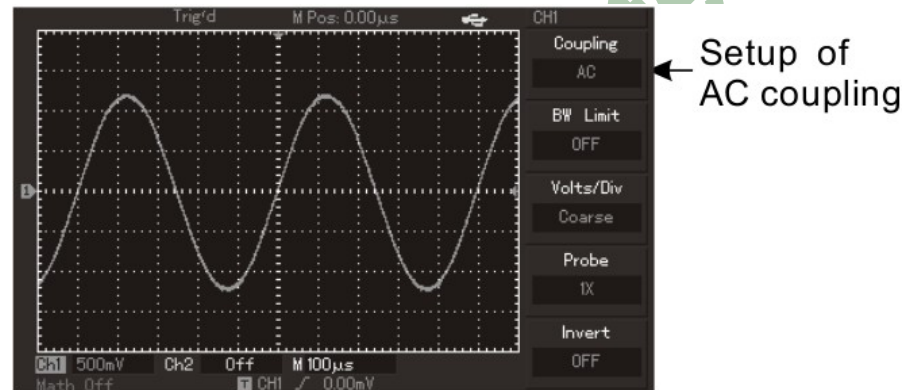 Trig'd M Pos: 0.00μs CH1
Coupling
AC
Setup of
AC coupling
BW Limit
OFF
1
Volts/Div
Coarse
Probe
1X
Invert
OFF
Ch1 500mV Ch2 Off M 100μs
Math Off T CH1 0.00mV